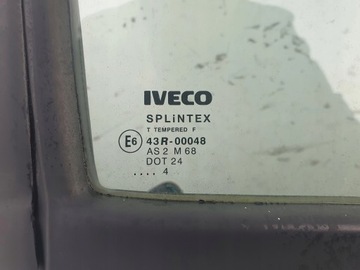 IVECO
SPLiNTEX
T TEMPERED F
E6 43R-00048
AS 2 M 68
DOT 24
.... 4